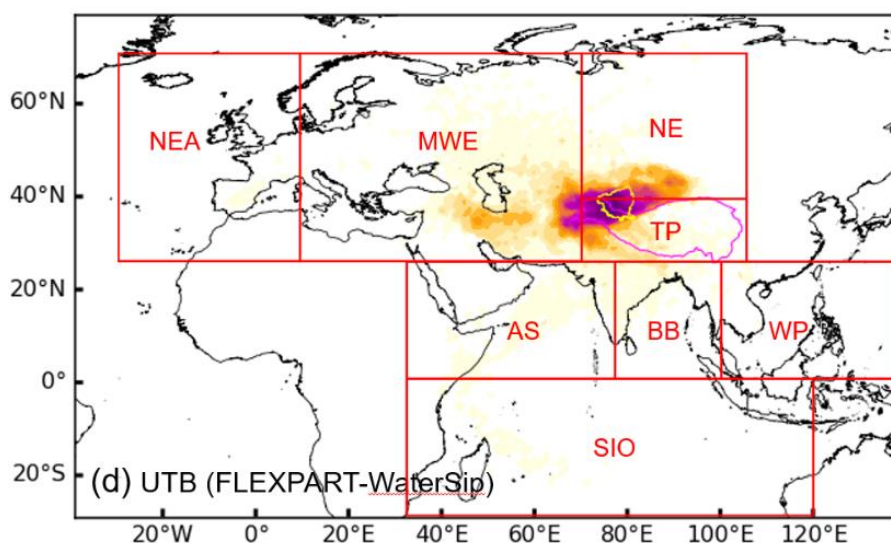 60°N
40°N
20°N
0°
20°S
NEA
MWE
NE
TP
AS
BB
WP
SIO
(d) UTB (FLEXPART-WaterSip)
20°W 0° 20°E 40°E 60°E 80°E 100°E 120°E